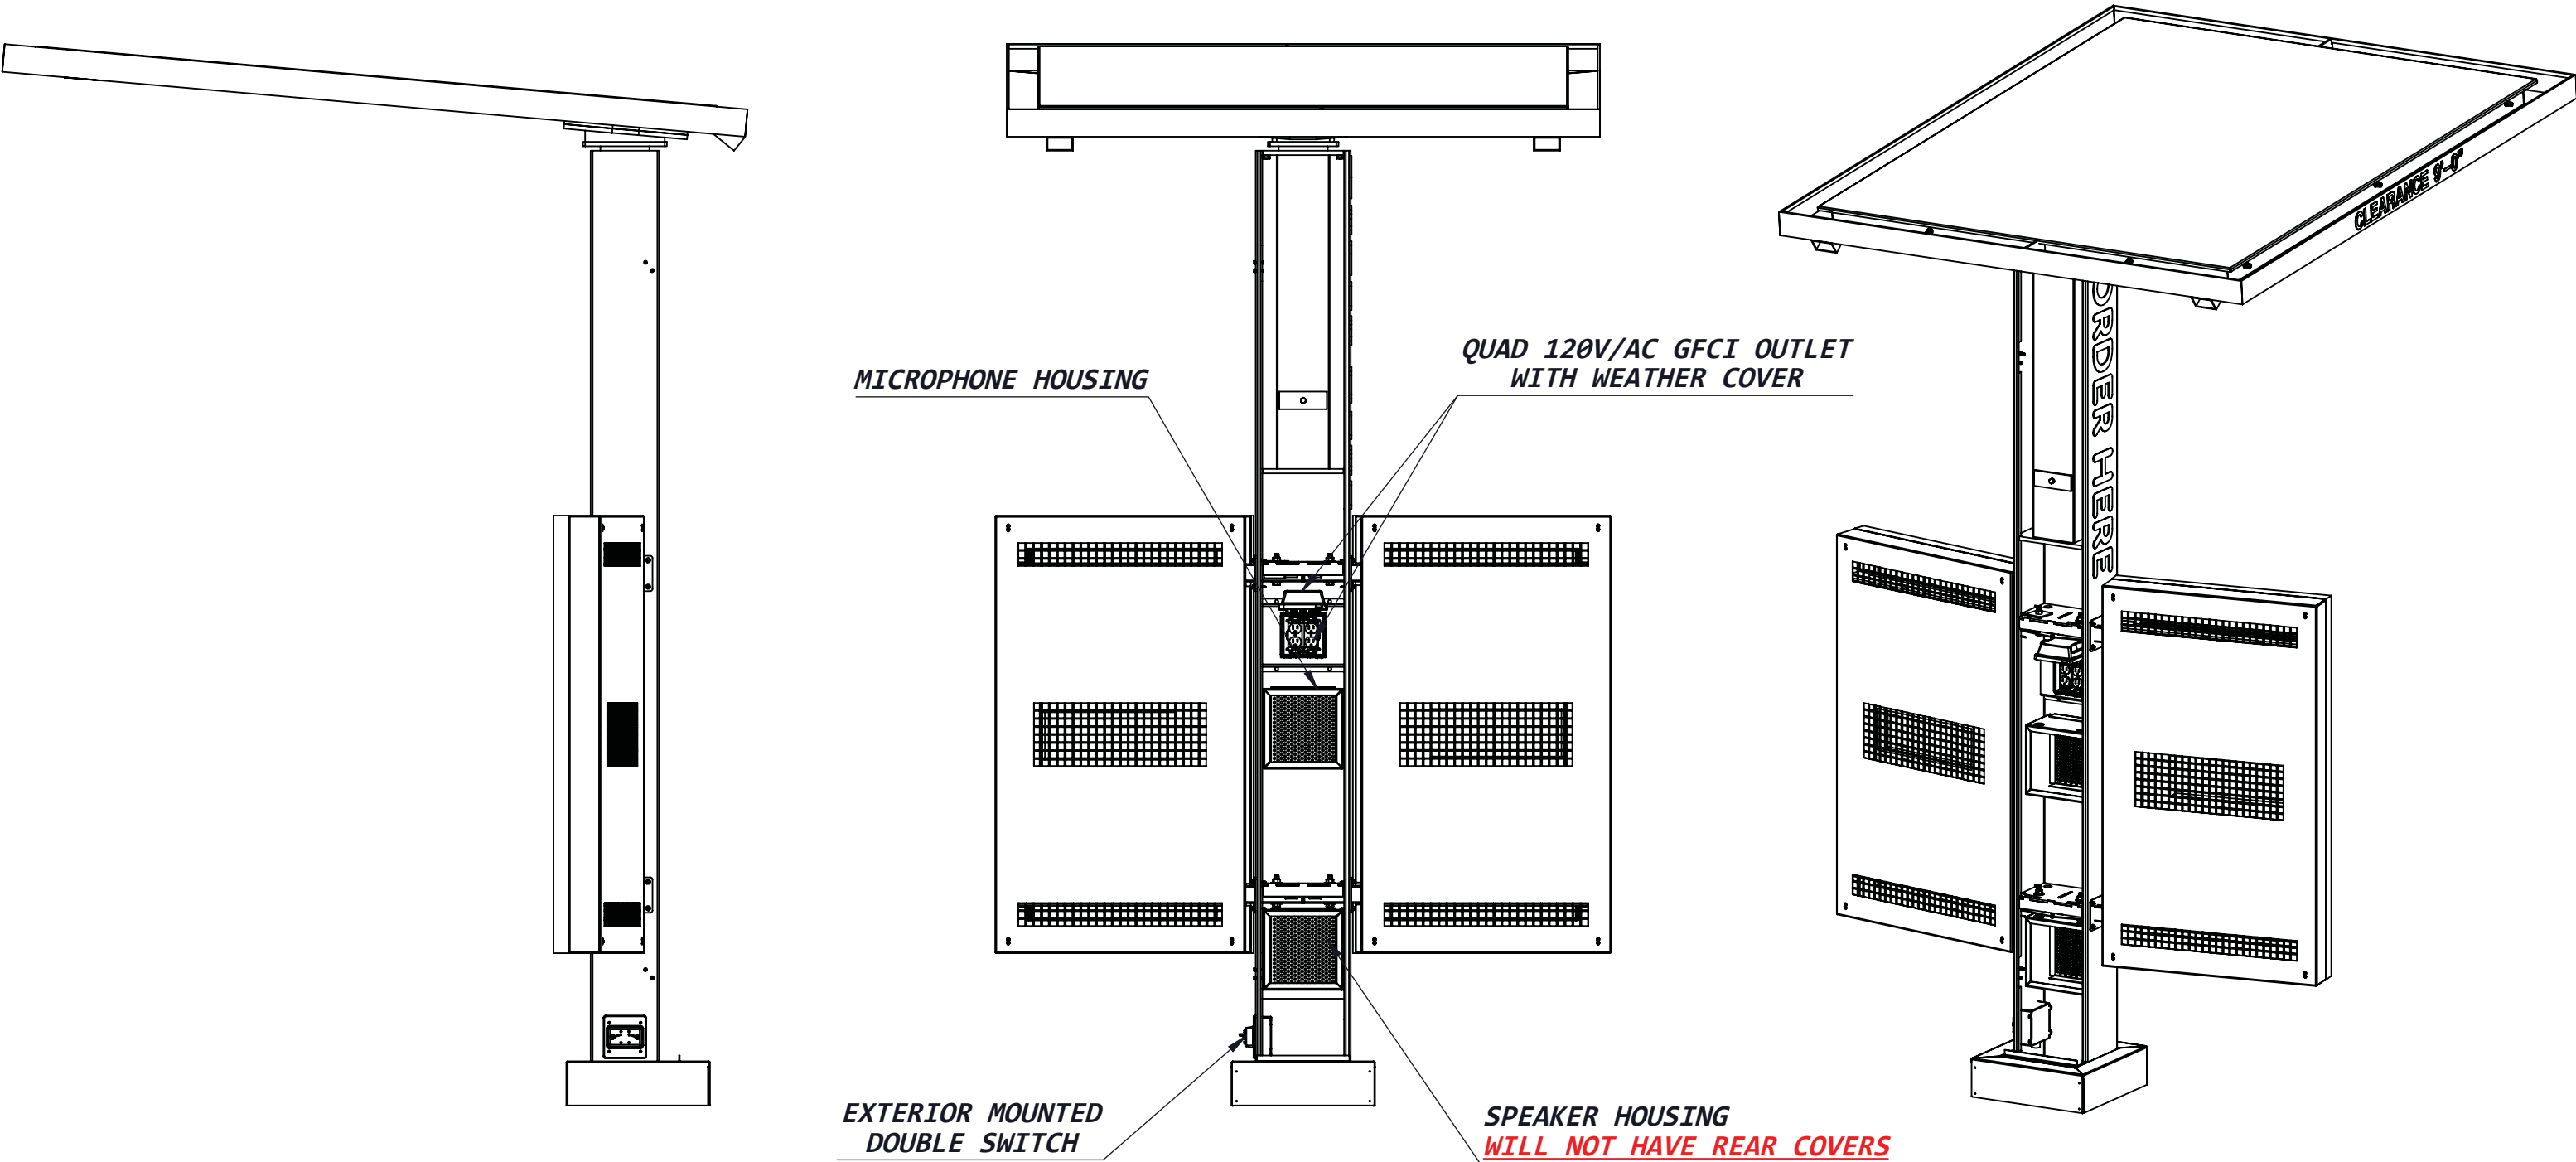 CLEARANCE 9'-0"
ORDER HERE
MICROPHONE HOUSING
QUAD 120V/AC GFCI OUTLET
WITH WEATHER COVER
EXTERIOR MOUNTED
DOUBLE SWITCH
SPEAKER HOUSING
WILL NOT HAVE REAR COVERS